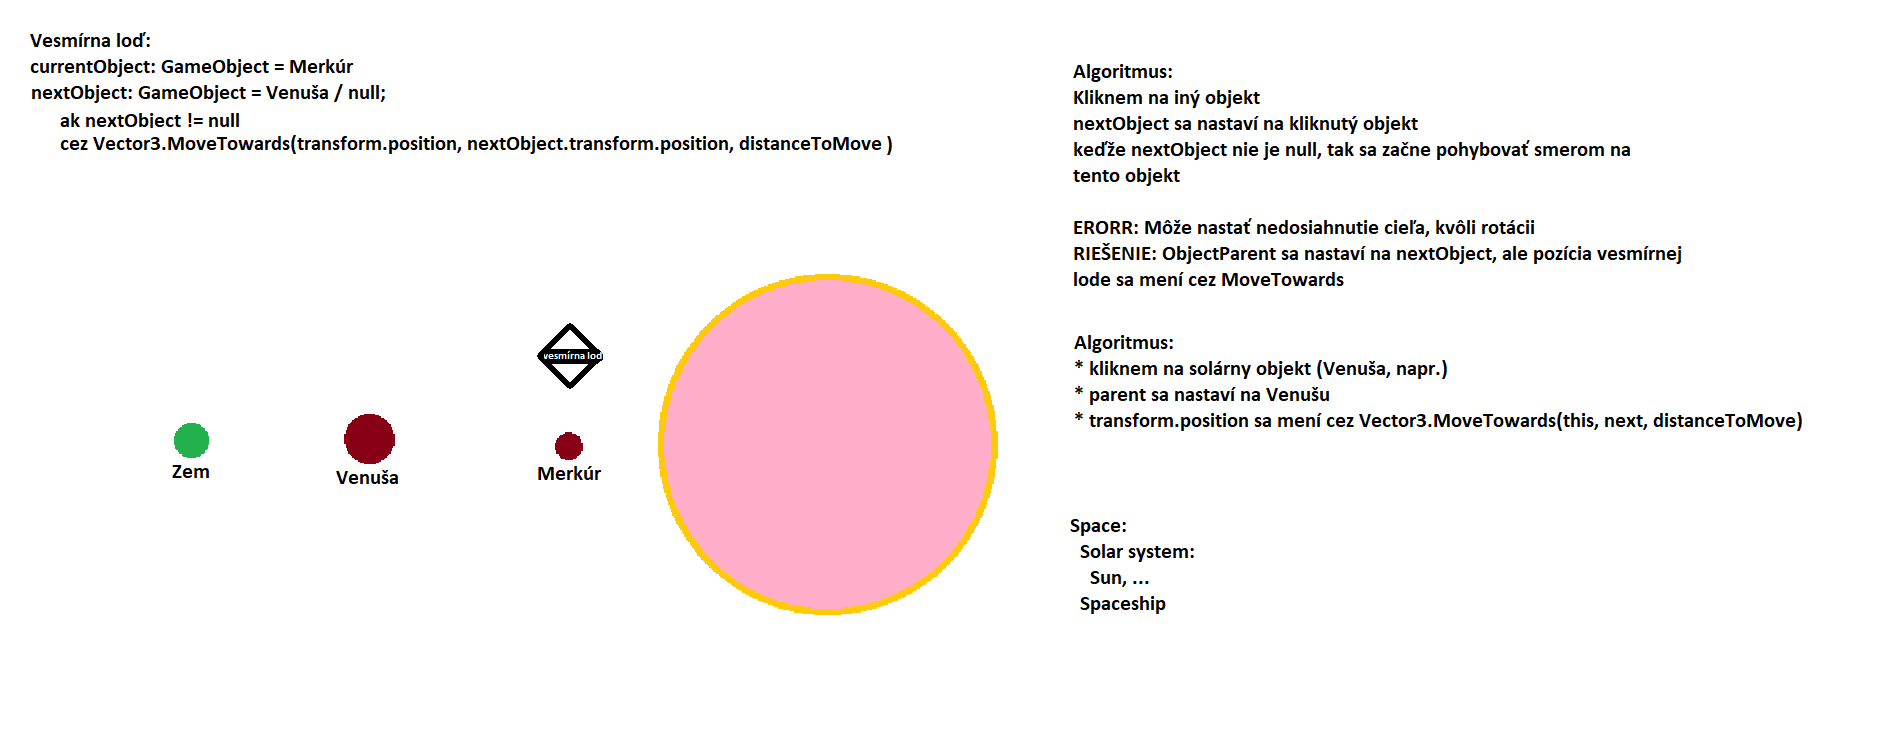 Vesmírna loď:
currentObject: GameObject = Merkúr
nextObject: GameObject = Venuša / null;
ak nextObject != null
cez Vector3.MoveTowards(transform.position, nextObject.transform.position, distanceToMove )
Algoritmus:
Kliknem na iný objekt
nextObject sa nastaví na kliknutý objekt
keďže nextObject nie je null, tak sa začne pohybovať smerom na
tento objekt
ERORR: Môže nastať nedosiahnutie cieľa, kvôli rotácii
RIEŠENIE: ObjectParent sa nastaví na nextObject, ale pozícia vesmírnej
lode sa mení cez MoveTowards
Algoritmus:
* kliknem na solárny objekt (Venuša, napr.)
* parent sa nastaví na Venušu
* transform.position sa mení cez Vector3.MoveTowards(this, next, distanceToMove)
vesmírna loď
Zem
Venuša
Merkúr
Space:
Solar system:
Sun, ...
Spaceship